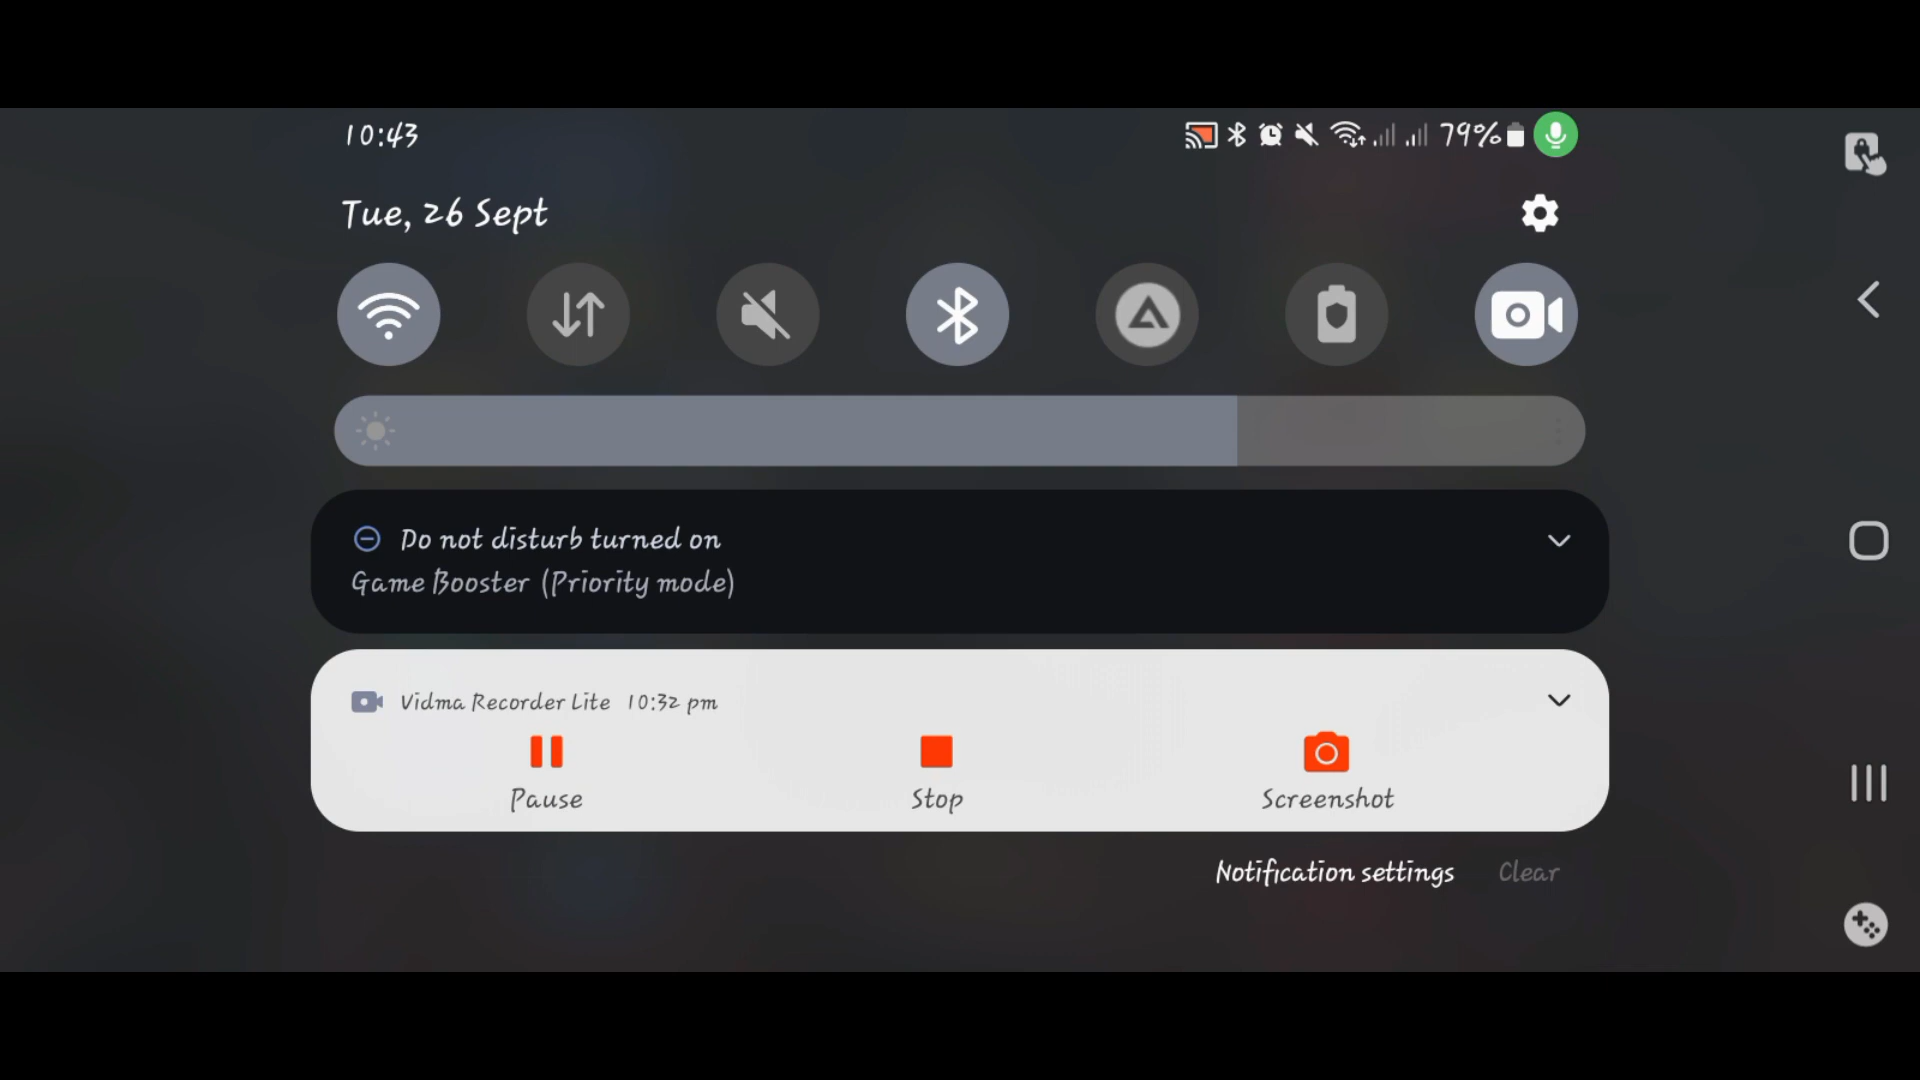 10:43
79%
Tue, 26 Sept
Do not disturb turned on
Game Booster (Priority mode)
Vidma Recorder Lite 10:32 pm
Pause Stop Screenshot
Notification settings Clear